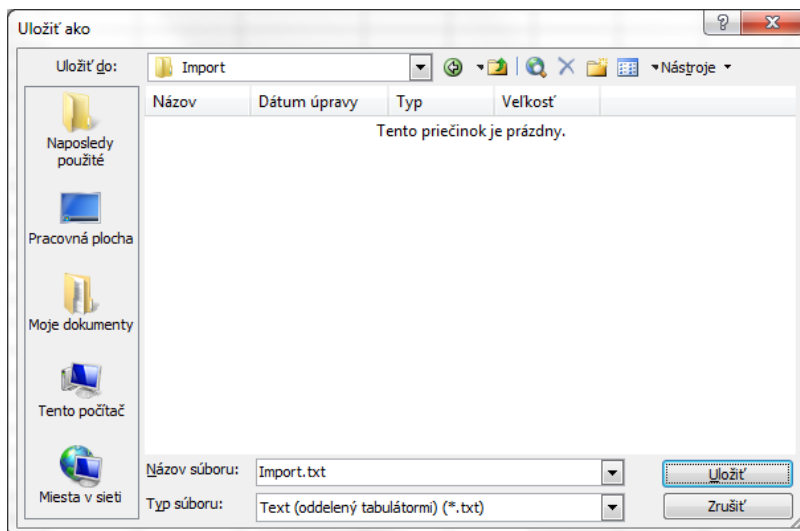 Uložiť ako
Uložiť do:
Import
Nástroje
Naposledy
použité
Pracovná plocha
Moje dokumenty
Tento počítač
Miesta v sieti
Názov Dátum úpravy Typ Veľkosť
Tento priečinok je prázdny.
Názov súboru: Import.txt
Typ súboru: Text (oddelený tabulátormi) (*.txt)
Uložiť
Zrušiť